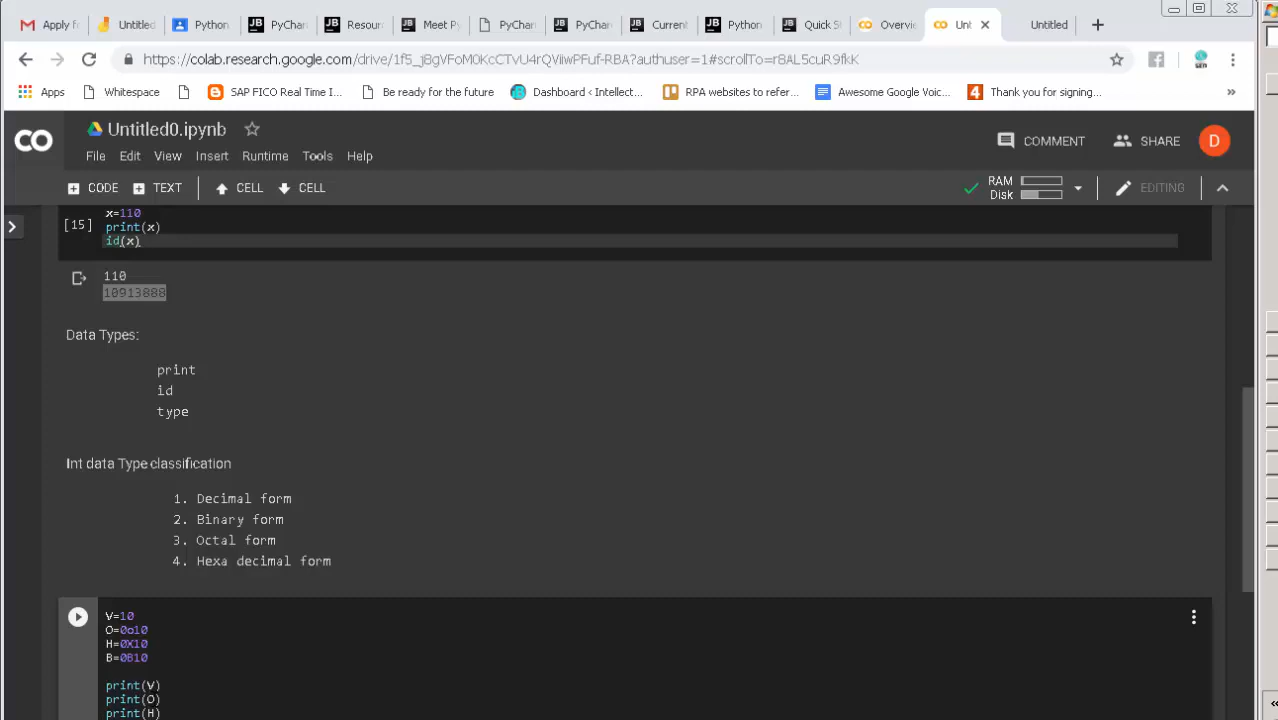 Apply f Untitled Python PyChar Resour Meet Py PyChar PyChar Current Python Quick Overvi Unt Untitled
https://colab.research.google.com/drive/1f5_j8gVFoM0KcCTyU4rQViiwPFuf-RBA?authuser=1#scrollTo=r8AL5cuR9fkK
Apps Whitespace SAP FICO Real Time I... Be ready for the future Dashboard ‹ Intellect... RPA websites to refer... Awesome Google Voic... Thank you for signing... »
CO Untitled0.ipynb COMMENT SHARE D
File Edit View Insert Runtime Tools Help
CODE TEXT CELL CELL RAM Disk EDITING
x=110
[15] print(x)
id(x)
110
10913888
Data Types:
print
id
type
Int data Type classification
1. Decimal form
2. Binary form
3. Octal form
4. Hexa decimal form
V=10
O=0o10
H=0X10
B=0B10
print(V)
print(O)
print(H)